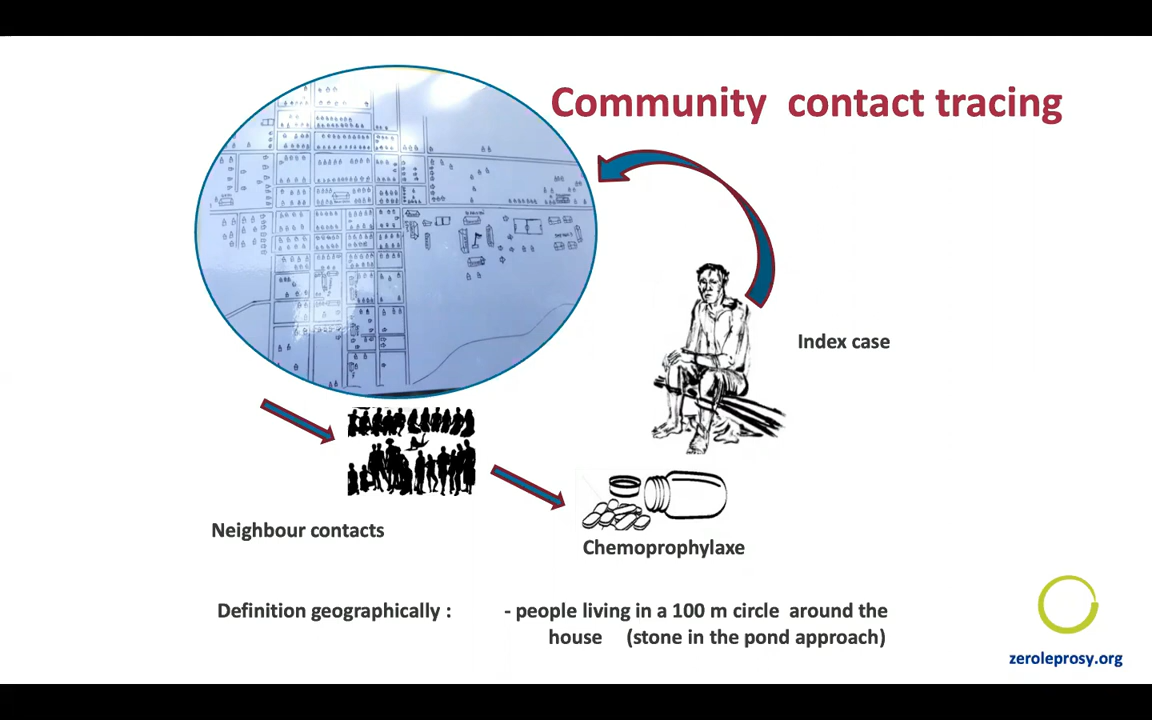 Community contact tracing
Index case
Neighbour contacts
Chemoprophylaxe
Definition geographically : - people living in a 100 m circle around the
house (stone in the pond approach)
zeroleprosy.org